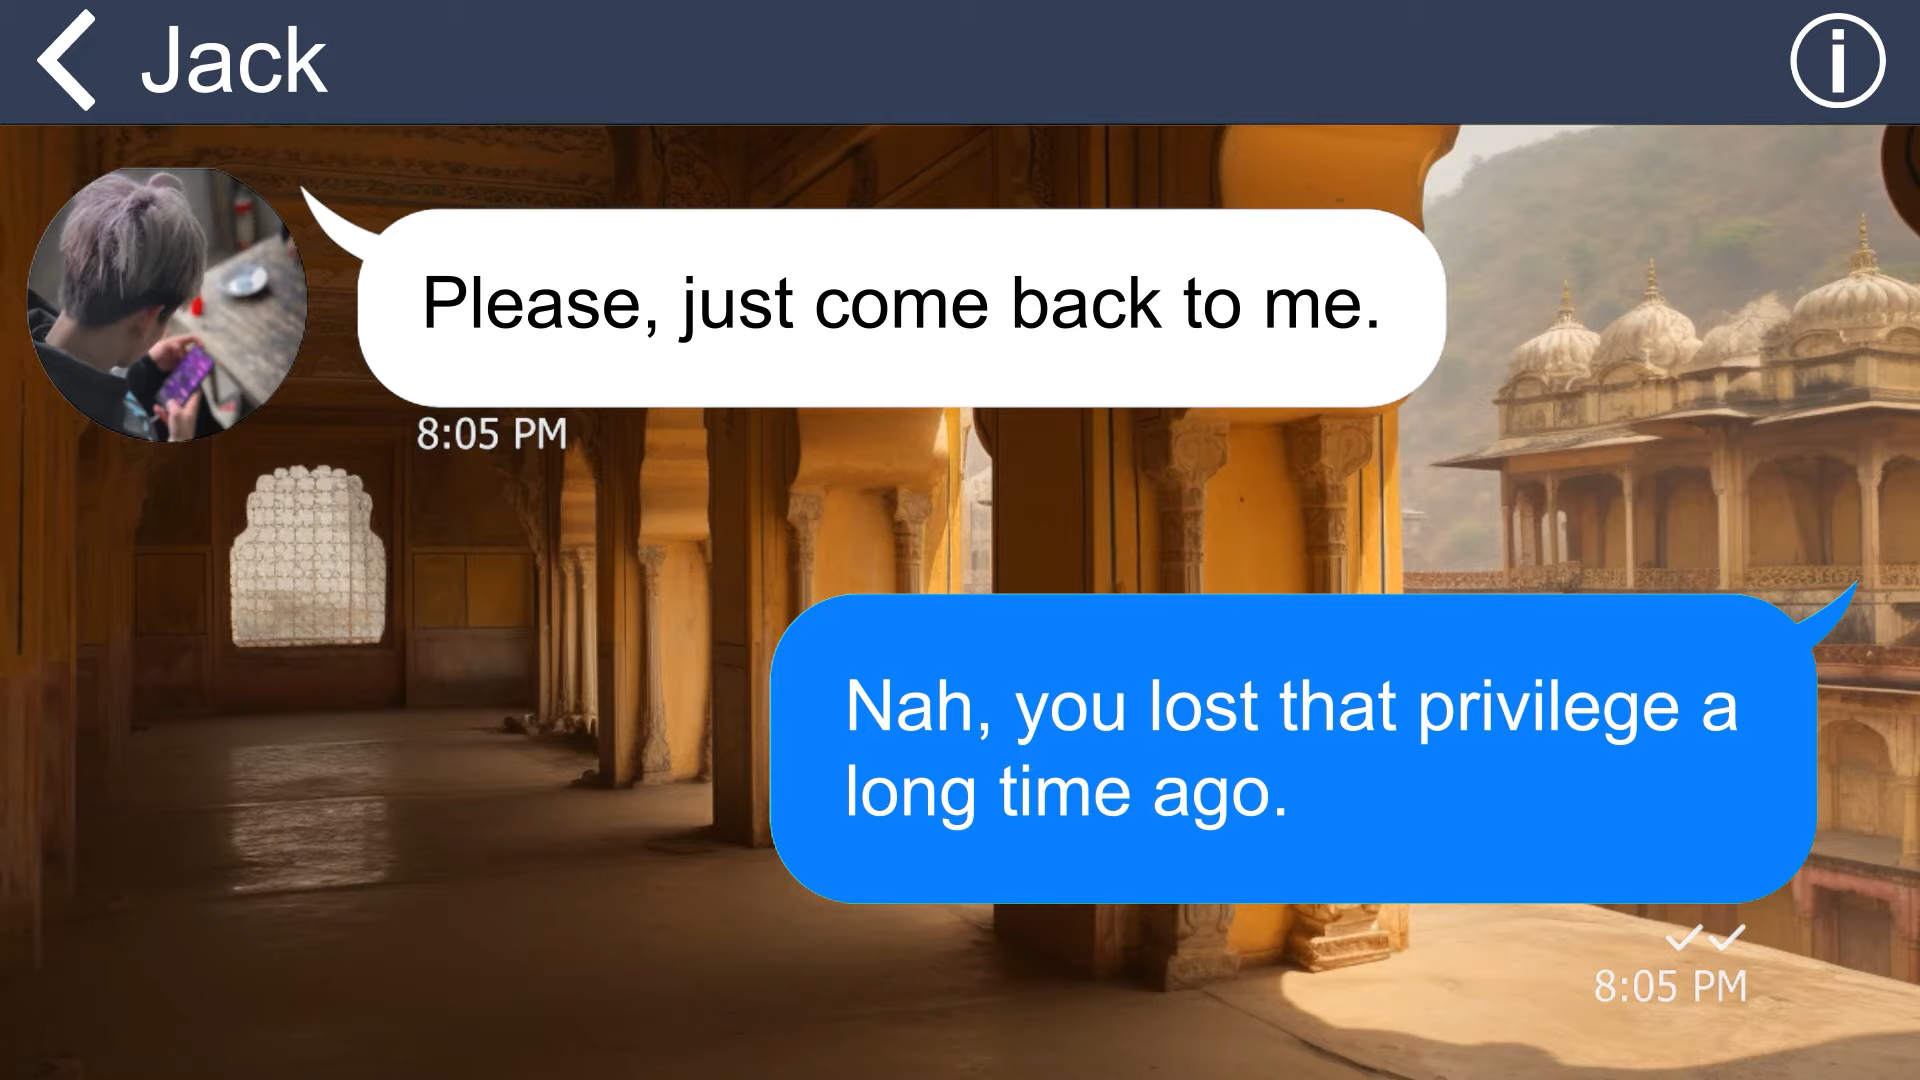 Jack
Please, just come back to me.
8:05 PM
Nah, you lost that privilege a
long time ago.
8:05 PM